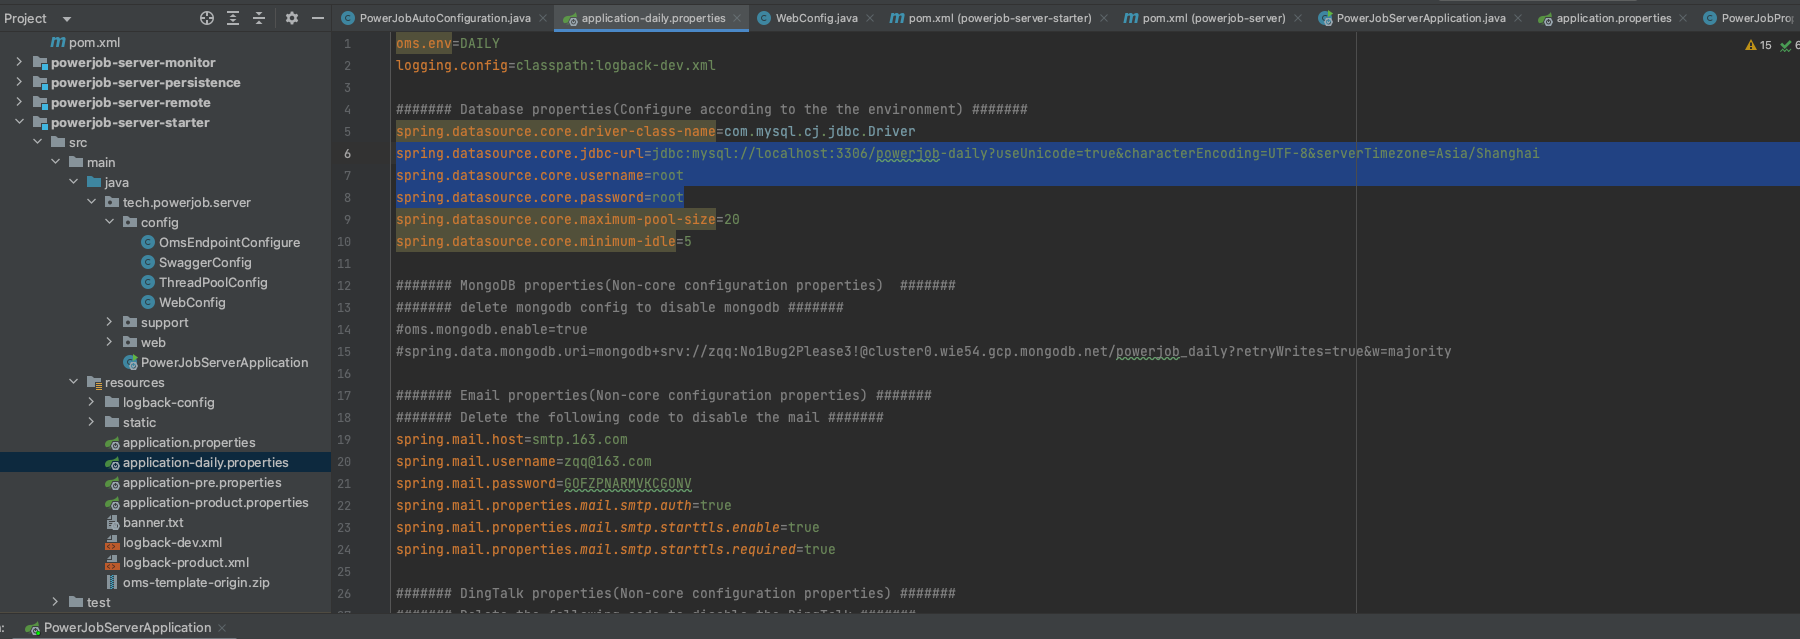 Project
PowerJobAutoConfiguration.java
application-daily.properties
WebConfig.java
pom.xml (powerjob-server-starter)
pom.xml (powerjob-server)
PowerJobServerApplication.java
application.properties
PowerJobProp
pom.xml
powerjob-server-monitor
powerjob-server-persistence
powerjob-server-remote
powerjob-server-starter
src
main
java
tech.powerjob.server
config
OmsEndpointConfigure
SwaggerConfig
ThreadPoolConfig
WebConfig
support
web
PowerJobServerApplication
resources
logback-config
static
application.properties
application-daily.properties
application-pre.properties
application-product.properties
banner.txt
logback-dev.xml
logback-product.xml
oms-template-origin.zip
test
15 6
1 oms.env=DAILY
2 logging.config=classpath:logback-dev.xml
3
4 ####### Database properties(Configure according to the the environment) #######
5 spring.datasource.core.driver-class-name=com.mysql.cj.jdbc.Driver
6 spring.datasource.core.jdbc-url=jdbc:mysql://localhost:3306/powerjob-daily?useUnicode=true&characterEncoding=UTF-8&serverTimezone=Asia/Shanghai
7 spring.datasource.core.username=root
8 spring.datasource.core.password=root
9 spring.datasource.core.maximum-pool-size=20
10 spring.datasource.core.minimum-idle=5
11
12 ####### MongoDB properties(Non-core configuration properties)  #######
13 ####### delete mongodb config to disable mongodb #######
14 #oms.mongodb.enable=true
15 #spring.data.mongodb.uri=mongodb+srv://zqq:No1Bug2Please3!@cluster0.wie54.gcp.mongodb.net/powerjob_daily?retryWrites=true&w=majority
16
17 ####### Email properties(Non-core configuration properties) #######
18 ####### Delete the following code to disable the mail #######
19 spring.mail.host=smtp.163.com
20 spring.mail.username=zqq@163.com
21 spring.mail.password=GOFZPNARMVKCGONV
22 spring.mail.properties.mail.smtp.auth=true
23 spring.mail.properties.mail.smtp.starttls.enable=true
24 spring.mail.properties.mail.smtp.starttls.required=true
25
26 ####### DingTalk properties(Non-core configuration properties) #######
27 ####### Delete the following code to disable the DingTalk #######
PowerJobServerApplication